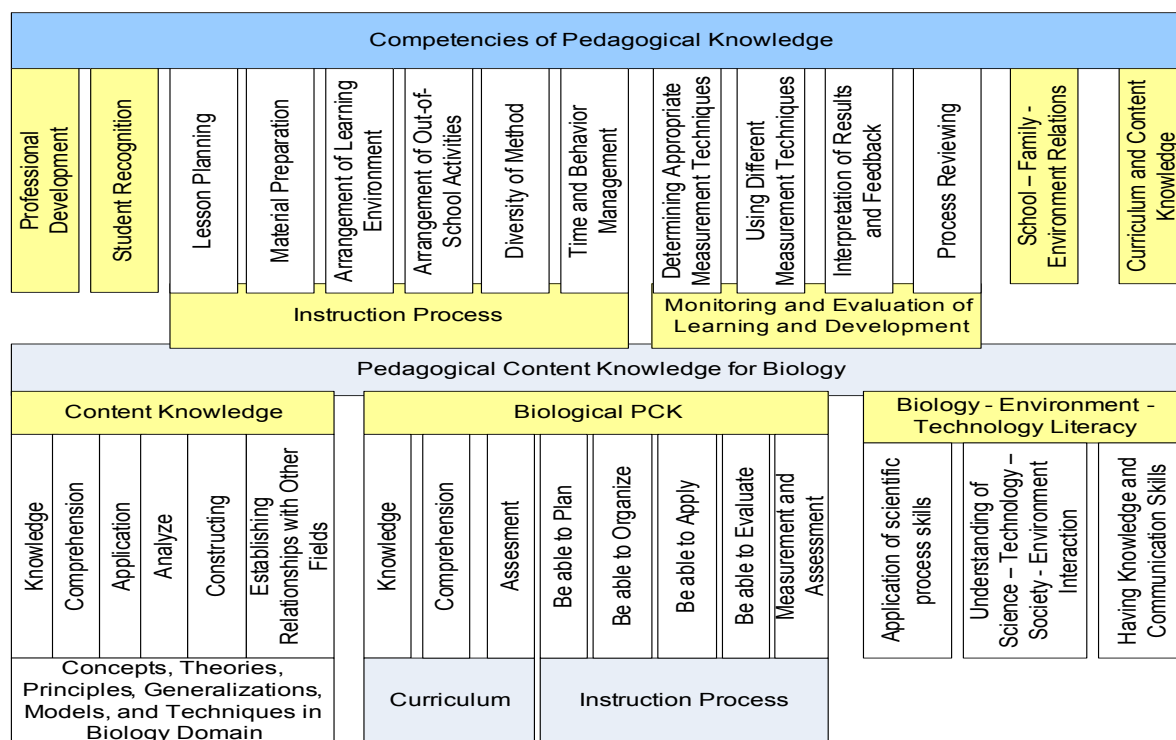 Competencies of Pedagogical Knowledge
Professional
Development
Student Recognition
Lesson Planning
Material Preparation
Arrangement of Learning
Environment
Arrangement of Out-of-
School Activities
Diversity of Method
Time and Behavior
Management
Determining Appropriate
Measurement Techniques
Using Different
Measurement Techniques
Interpretation of Results
and Feedback
Process Reviewing
School – Family -
Environment Relations
Curriculum and Content
Knowledge
Instruction Process
Monitoring and Evaluation of
Learning and Development
Pedagogical Content Knowledge for Biology
Content Knowledge
Biological PCK
Biology - Environment -
Technology Literacy
Knowledge
Comprehension
Application
Analyze
Constructing
Establishing
Relationships with Other
Fields
Knowledge
Comprehension
Assesment
Be able to Plan
Be able to Organize
Be able to Apply
Be able to Evaluate
Measurement and
Assessment
Application of scientific
process skills
Understanding of
Science – Technology –
Society - Environment
Interaction
Having Knowledge and
Communication Skills
Concepts, Theories,
Principles, Generalizations,
Models, and Techniques in
Biology Domain
Curriculum
Instruction Process